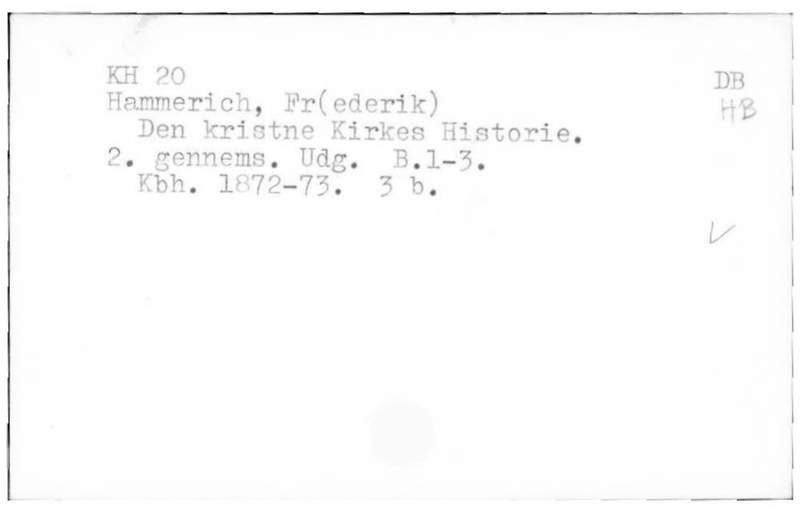 KH 20
DB
Hammerich, Fr(ederik)
HB
Den kristne Kirkes Historie.
2. gennems. Udg. B.1-3.
Kbh. 1872-73. 3 b.